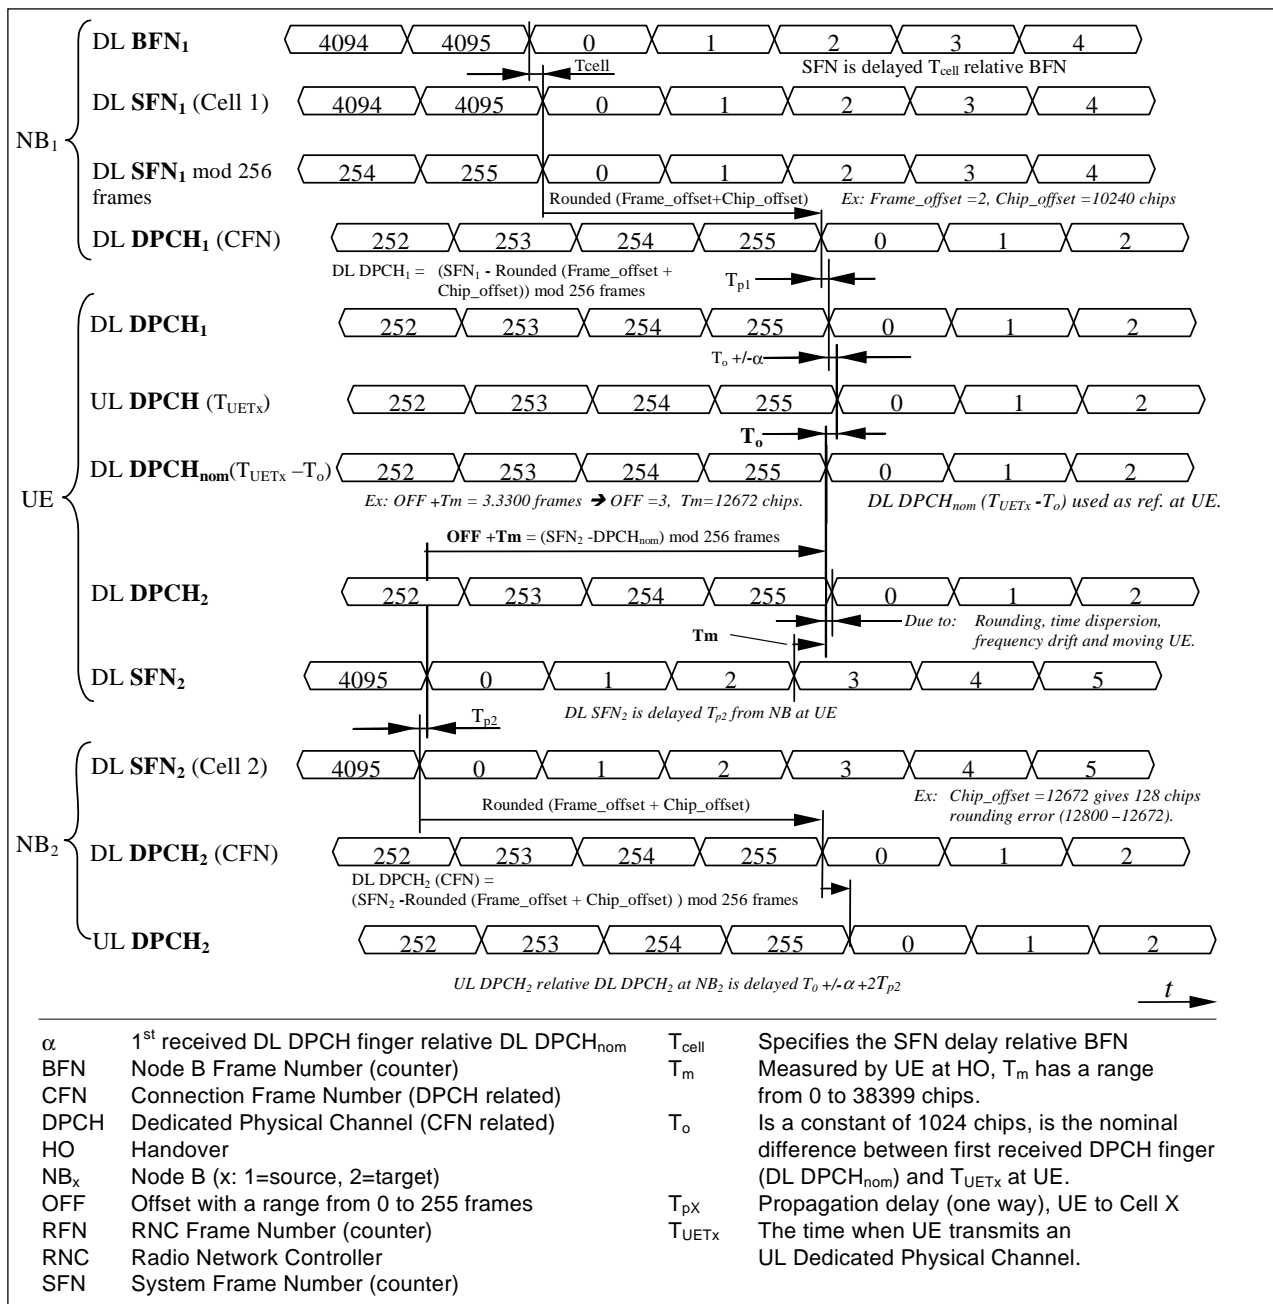 DL BFN1 4094 4095 0 1 2 3 4
Tcell SFN is delayed Tcell relative BFN
DL SFN1 (Cell 1) 4094 4095 0 1 2 3 4
NB1
DL SFN1 mod 256 frames 254 255 0 1 2 3 4
Rounded (Frame_offset+Chip_offset) Ex: Frame_offset =2, Chip_offset =10240 chips
DL DPCH1 (CFN) 252 253 254 255 0 1 2
DL DPCH1 = (SFN1 - Rounded (Frame_offset +
Chip_offset)) mod 256 frames
Tp1
DL DPCH1 252 253 254 255 0 1 2
To +/-α
UL DPCH (TUETx) 252 253 254 255 0 1 2
To
DL DPCHnom(TUETx –To) 252 253 254 255 0 1 2
UE
Ex: OFF +Tm = 3.3300 frames ➔ OFF =3, Tm=12672 chips. DL DPCHnom (TUETx -To) used as ref. at UE.
OFF +Tm = (SFN2 -DPCHnom) mod 256 frames
DL DPCH2 252 253 254 255 0 1 2
Due to: Rounding, time dispersion,
frequency drift and moving UE.
Tm
DL SFN2 4095 0 1 2 3 4 5
Tp2 DL SFN2 is delayed Tp2 from NB at UE
DL SFN2 (Cell 2) 4095 0 1 2 3 4 5
Rounded (Frame_offset + Chip_offset) Ex: Chip_offset =12672 gives 128 chips
rounding error (12800 –12672).
NB2
DL DPCH2 (CFN) 252 253 254 255 0 1 2
DL DPCH2 (CFN) =
(SFN2 -Rounded (Frame_offset + Chip_offset) ) mod 256 frames
UL DPCH2 252 253 254 255 0 1 2
UL DPCH2 relative DL DPCH2 at NB2 is delayed T0 +/-α +2Tp2
t
α 1st received DL DPCH finger relative DL DPCHnom
BFN Node B Frame Number (counter)
CFN Connection Frame Number (DPCH related)
DPCH Dedicated Physical Channel (CFN related)
HO Handover
NBx Node B (x: 1=source, 2=target)
OFF Offset with a range from 0 to 255 frames
RFN RNC Frame Number (counter)
RNC Radio Network Controller
SFN System Frame Number (counter)
Tcell Specifies the SFN delay relative BFN
Tm Measured by UE at HO, Tm has a range
from 0 to 38399 chips.
To Is a constant of 1024 chips, is the nominal
difference between first received DPCH finger
(DL DPCHnom) and TUETx at UE.
TpX Propagation delay (one way), UE to Cell X
TUETx The time when UE transmits an
UL Dedicated Physical Channel.